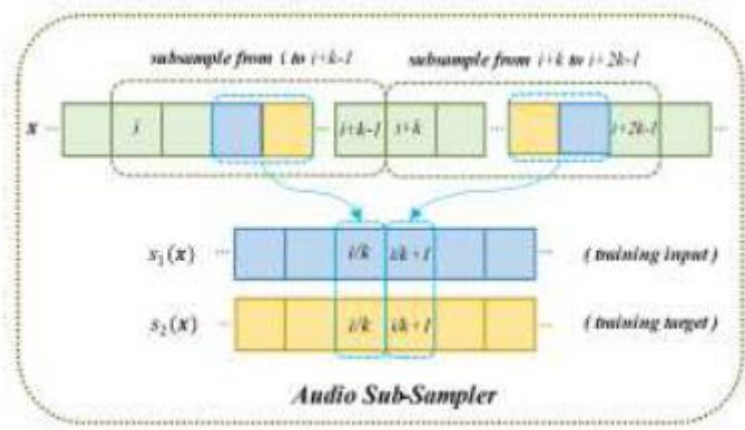 subsample from i to i+k-1 subsample from i+k to i+2k-1
x ... i ... i+k-1 i+k ... i+2k-1 ...
s₁(x) ... i/k i/k+1 ... (training input)
s₂(x) ... i/k i/k+1 ... (training target)
Audio Sub-Sampler